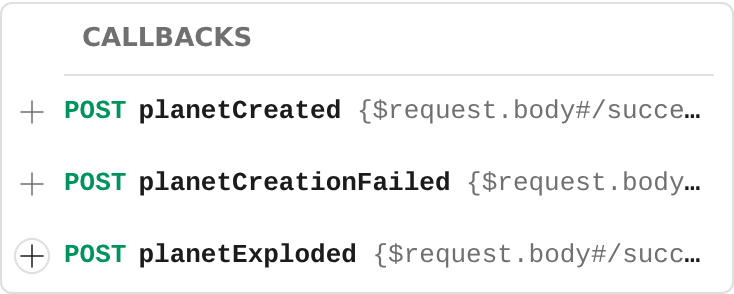 CALLBACKS
POST planetCreated {$request.body#/succe…
POST planetCreationFailed {$request.body…
POST planetExploded {$request.body#/succ…